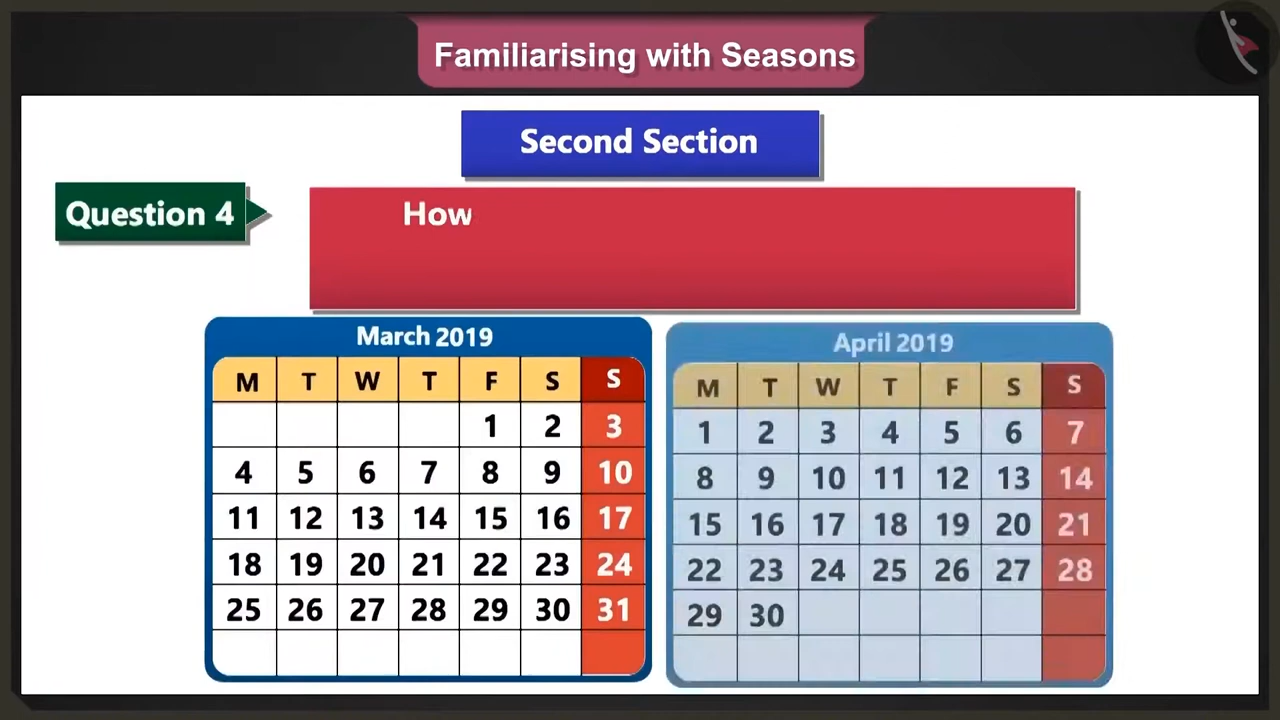 Familiarising with Seasons
Second Section
Question 4
How
March 2019
M T W T F S S
1 2 3
4 5 6 7 8 9 10
11 12 13 14 15 16 17
18 19 20 21 22 23 24
25 26 27 28 29 30 31
April 2019
M T W T F S S
1 2 3 4 5 6 7
8 9 10 11 12 13 14
15 16 17 18 19 20 21
22 23 24 25 26 27 28
29 30